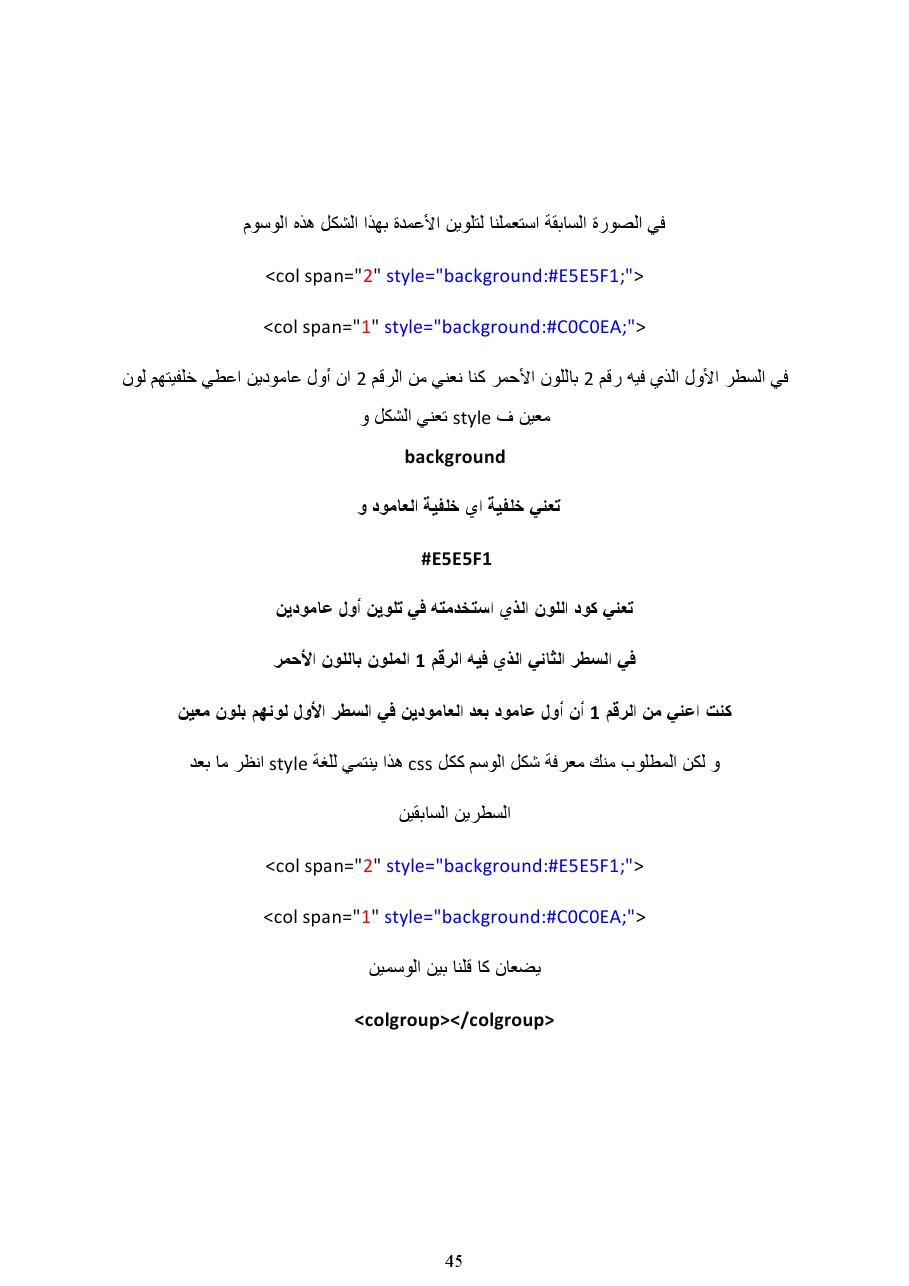 في الصورة السابقة استعملنا لتلوين الأعمدة بهذا الشكل هذه الوسوم
<col span="2" style="background:#E5E5F1;">
<col span="1" style="background:#C0C0EA;">
في السطر الأول الذي فيه رقم 2 باللون الأحمر كنا نعني من الرقم 2 ان أول عامودين اعطي خلفيتهم لون
معين ف style تعني الشكل و
background
تعني خلفية اي خلفية العامود و
#E5E5F1
تعني كود اللون الذي استخدمته في تلوين أول عامودين
في السطر الثاني الذي فيه الرقم 1 الملون باللون الأحمر
كنت اعني من الرقم 1 أن أول عامود بعد العامودين في السطر الأول لونهم بلون معين
و لكن المطلوب منك معرفة شكل الوسم ككل css هذا ينتمي للغة style انظر ما بعد
السطرين السابقين
<col span="2" style="background:#E5E5F1;">
<col span="1" style="background:#C0C0EA;">
يضعان كا قلنا بين الوسمين
<colgroup></colgroup>
45